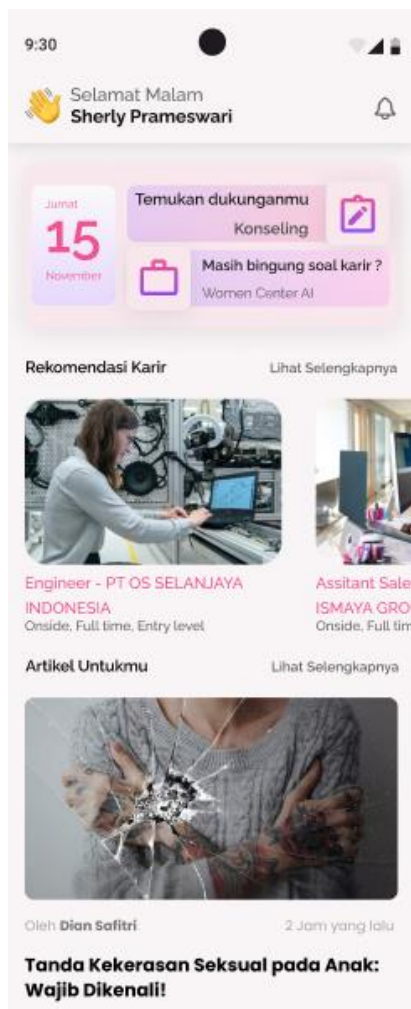 9:30
Selamat Malam
Sherly Prameswari
Jumat
15
November
Temukan dukunganmu
Konseling
Masih bingung soal karir ?
Women Center AI
Rekomendasi Karir
Lihat Selengkapnya
Engineer - PT OS SELANJAYA
INDONESIA
Onside, Full time, Entry level
Assitant Sale
ISMAYA GRO
Onside, Full tim
Artikel Untukmu
Lihat Selengkapnya
Oleh Dian Safitri
2 Jam yang lalu
Tanda Kekerasan Seksual pada Anak:
Wajib Dikenali!